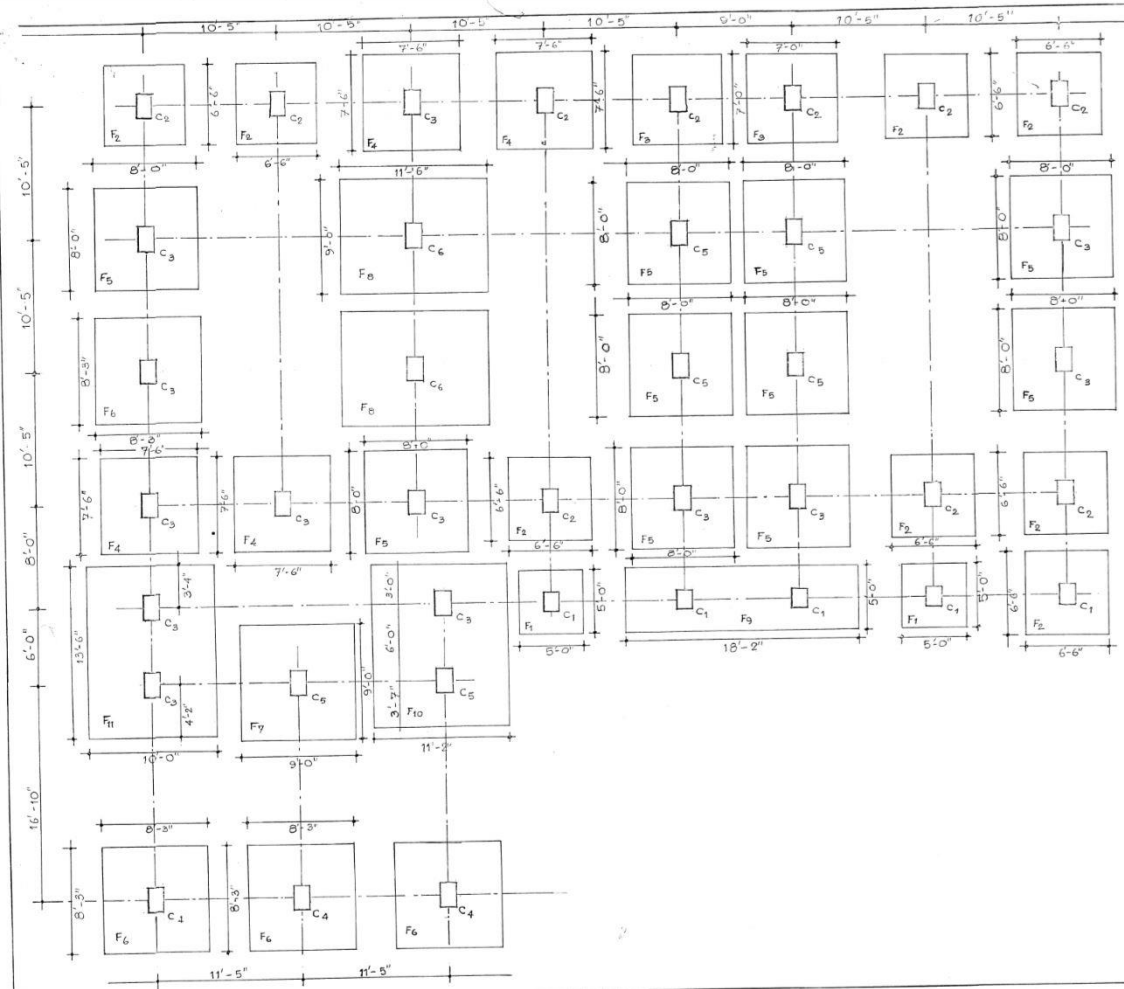 10'-5" 10'-5" 10'-5" 10'-5" 9'-0" 10'-5" 10'-5"
7'-6" 7'-6" 7'-0" 6'-6"
6'-6" 7'-6" 7'-6" 7'-0" 6'-6"
C2 C2 C3 C2 C2 C2 C2 C2
F2 F2 F4 F4 F3 F3 F2 F2
8'-0" 6'-6" 11'-6" 8'-0" 8'-0" 8'-0"
10'-5"
8'-0" 9'-0" 8'-0" 8'-0"
C3 C6 C5 C5 C3
F5 F8 F5 F5 F5
8'-0" 8'-0" 8'-0"
10'-5"
8'-3" 8'-0" 8'-0"
C3 C6 C5 C5 C3
F6 F8 F5 F5 F5
8'-3" 8'-0"
7'-6"
10'-5"
7'-6" 7'-6" 8'-0" 6'-6" 8'-0" 6'-6"
C3 C3 C3 C2 C3 C3 C2 C2
F4 F4 F5 F2 F5 F5 F2 F2
7'-6" 6'-6" 8'-0" 6'-6"
8'-0"
3'-4" 3'-0" 5'-0" 5'-0" 5'-0" 6'-6"
C3 C3 C1 C1 C1 C1 C1
F1 F9 F1 F2
5'-0" 18'-2" 5'-0" 6'-6"
6'-0"
13'-6" 6'-0"
C3 C5 C5
4'-2" 9'-0" 3'-7"
F11 F7 F10
10'-0" 9'-0" 11'-2"
16'-10"
8'-3" 8'-3"
8'-3" 8'-3"
C4 C4 C4
F6 F6 F6
11'-5" 11'-5"